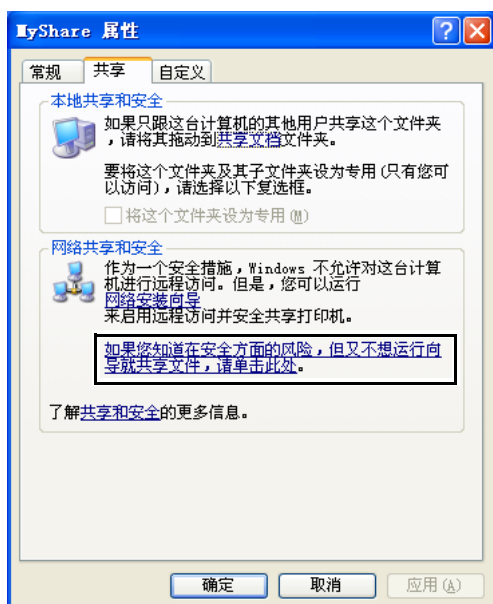 MyShare 属性
常规 共享 自定义
本地共享和安全
如果只跟这台计算机的其他用户共享这个文件夹
，请将其拖动到共享文档文件夹。
要将这个文件夹及其子文件夹设为专用(只有您可
以访问)，请选择以下复选框。
将这个文件夹设为专用(M)
网络共享和安全
作为一个安全措施，Windows 不允许对这台计算
机进行远程访问。但是，您可以运行
网络安装向导
来启用远程访问并安全共享打印机。
如果您知道在安全方面的风险，但又不想运行向
导就共享文件，请单击此处。
了解共享和安全的更多信息。
确定 取消 应用(A)